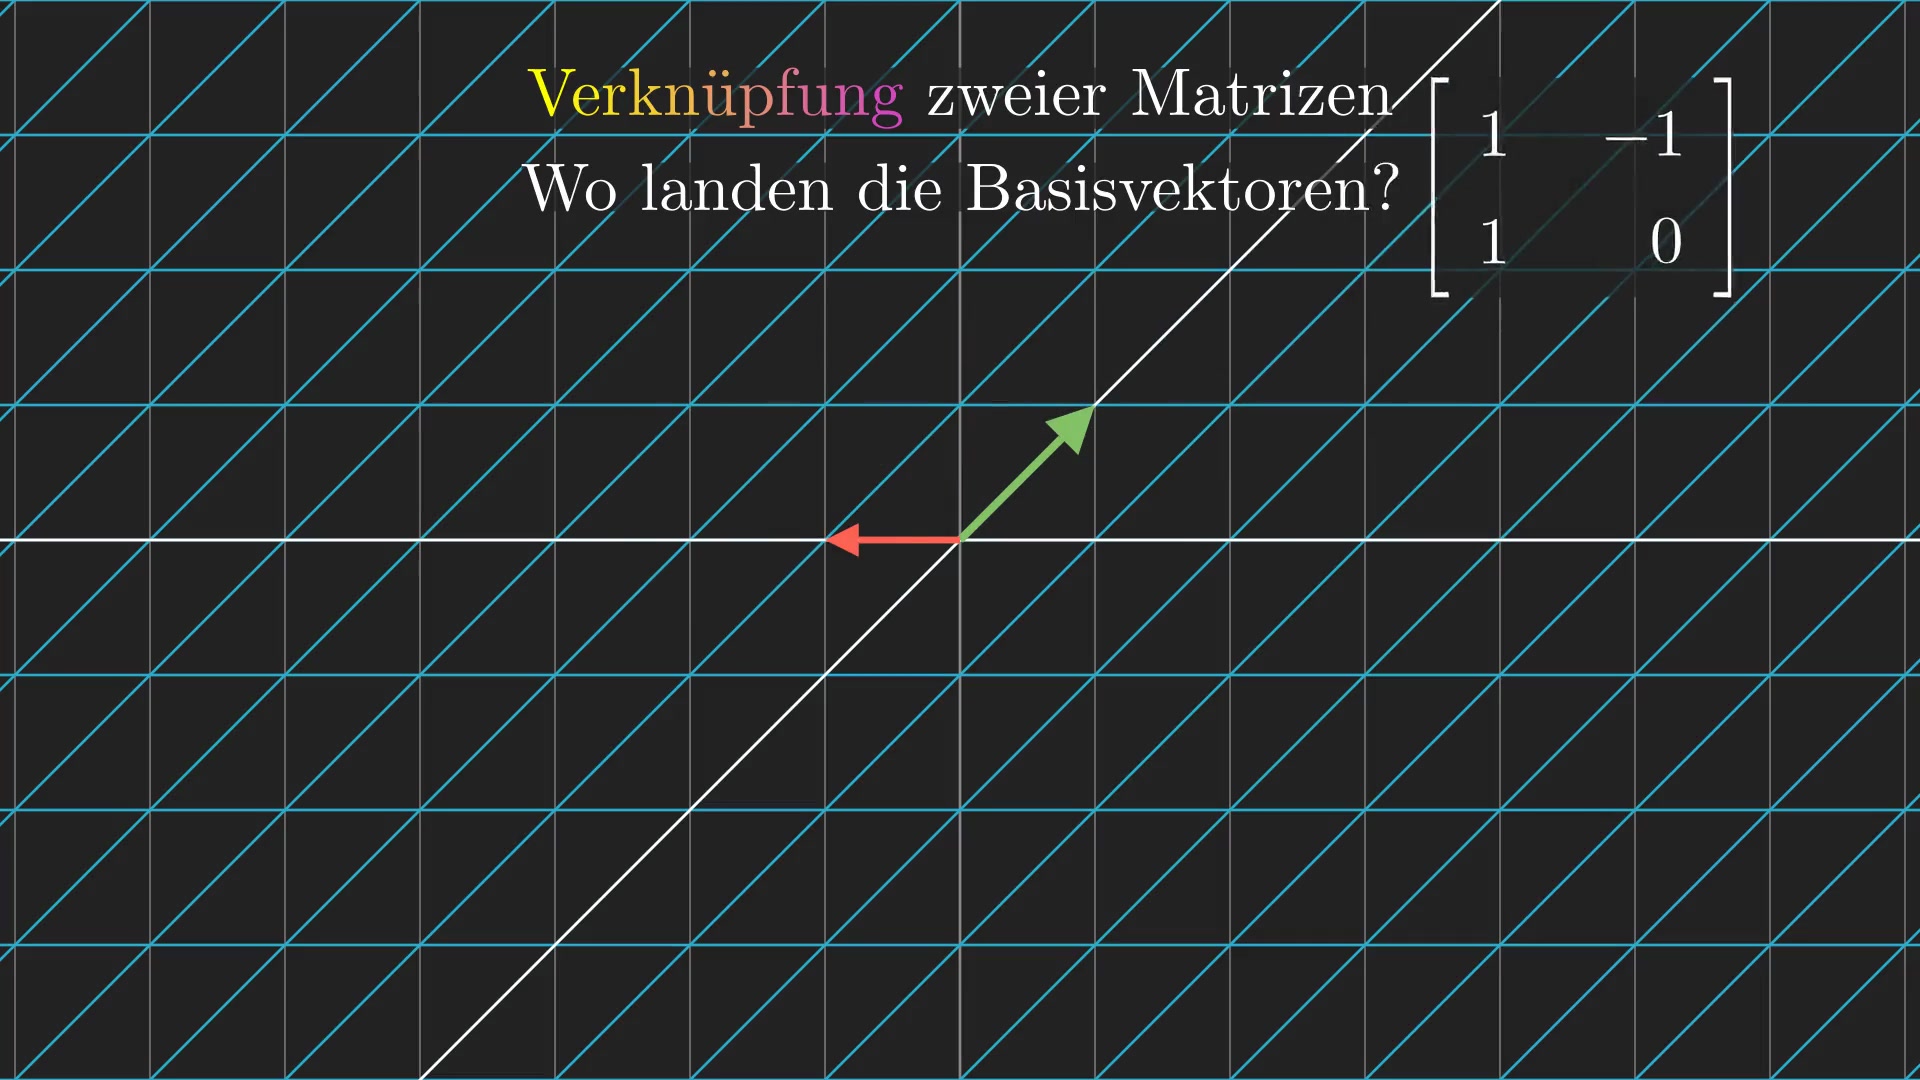 Verknüpfung zweier Matrizen
Wo landen die Basisvektoren?
1 −1
1 0